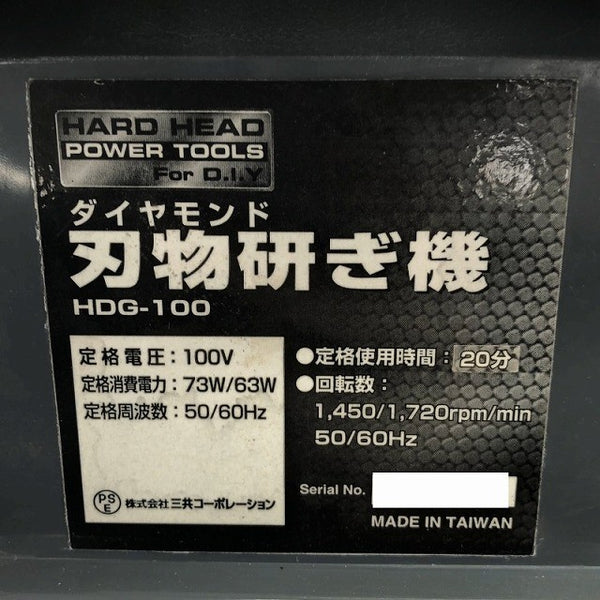 HARD HEAD
POWER TOOLS
For D.I.Y
ダイヤモンド
刃物研ぎ機
HDG-100
定格電圧：100V
定格消費電力：73W/63W
定格周波数：50/60Hz
PSE 株式会社 三共コーポレーション
●定格使用時間：20分
●回転数：
1,450/1,720rpm/min
50/60Hz
Serial No.
MADE IN TAIWAN